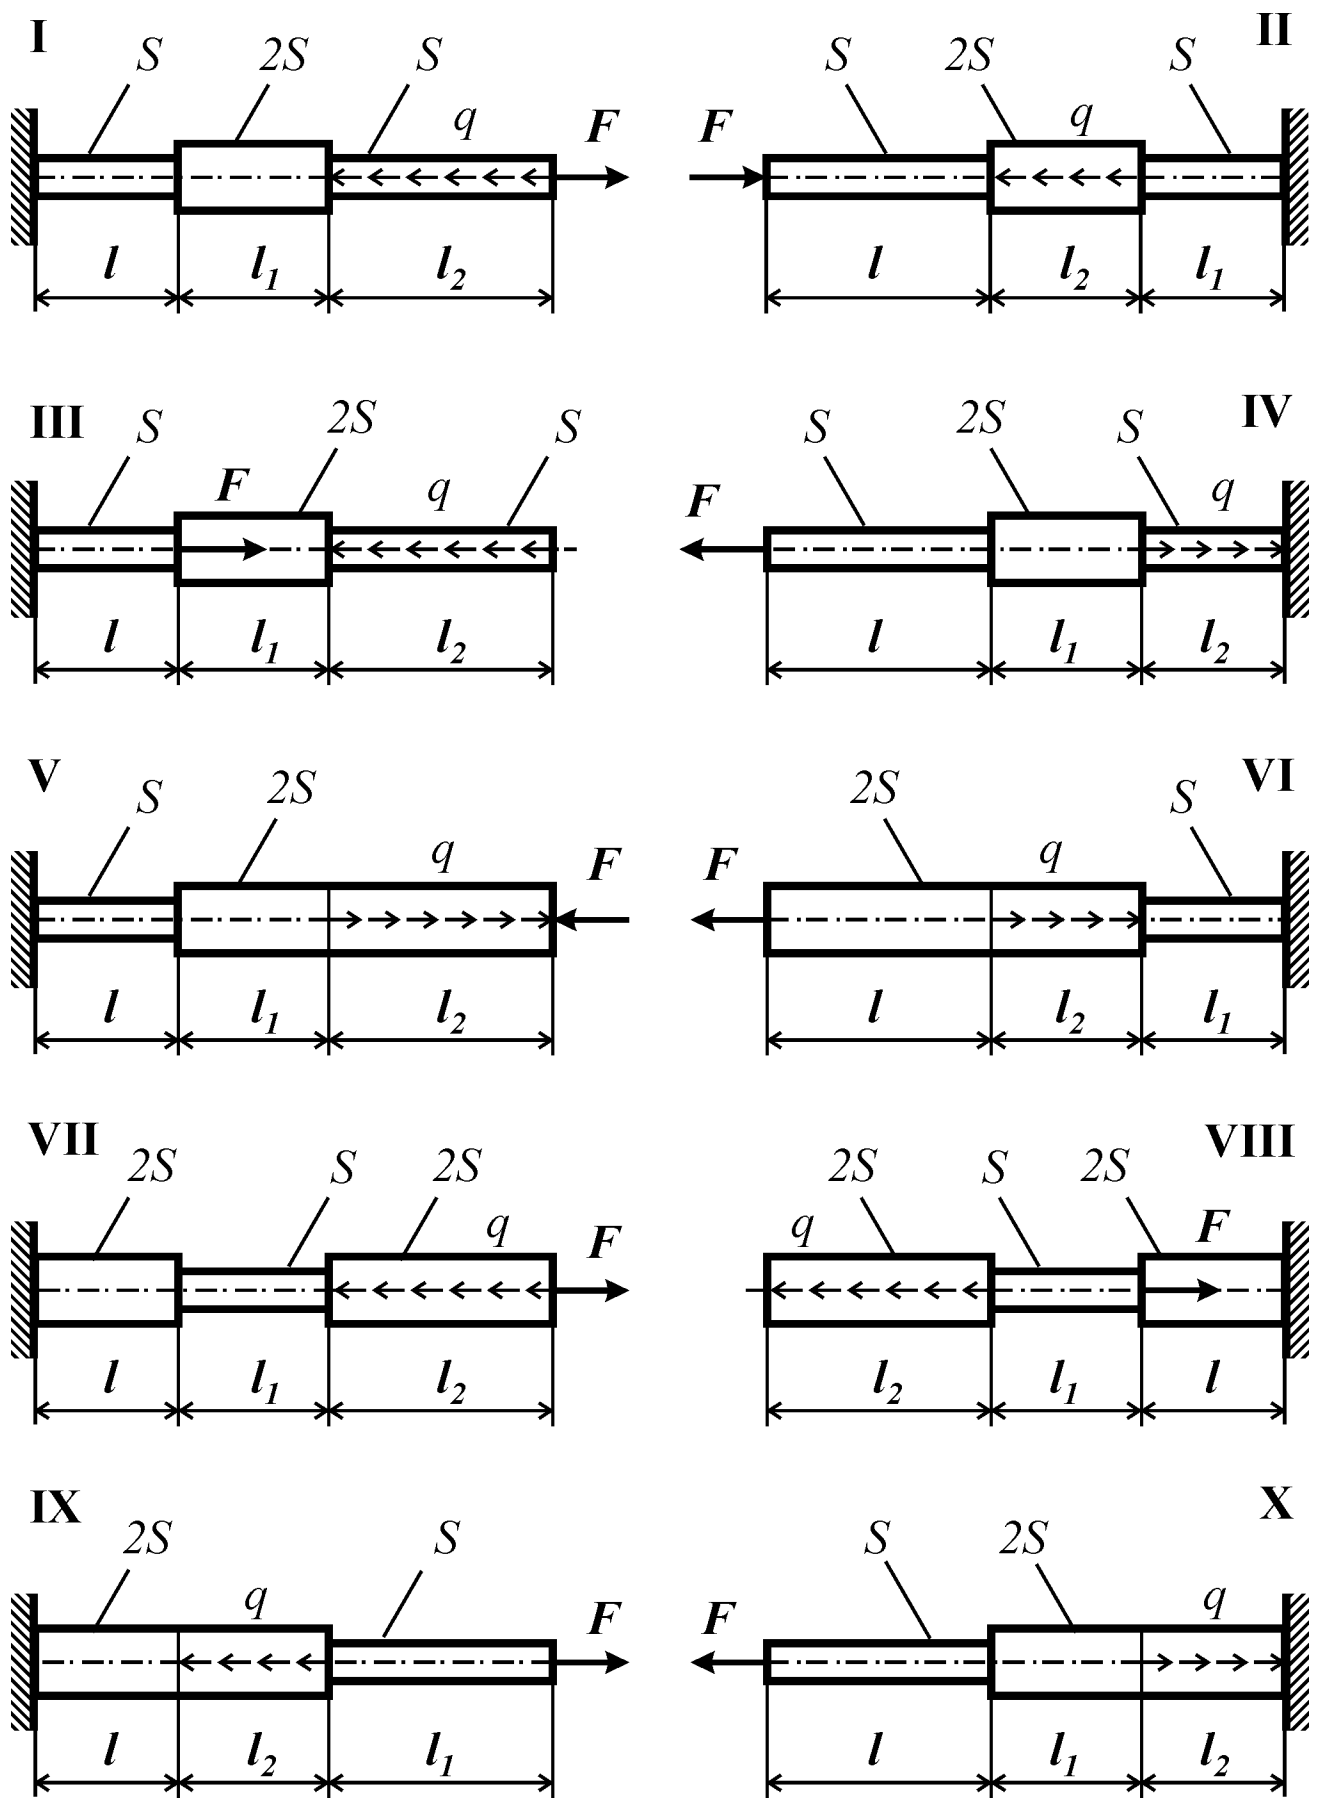 I II
S 2S S S 2S S
q F F q
l l₁ l₂ l l₂ l₁
III IV
S 2S S S 2S S
F q F q
l l₁ l₂ l l₁ l₂
V VI
S 2S 2S S
q F F q
l l₁ l₂ l l₂ l₁
VII VIII
2S S 2S 2S S 2S
q F q F
l l₁ l₂ l₂ l₁ l
IX X
2S S S 2S
q F F q
l l₂ l₁ l l₁ l₂